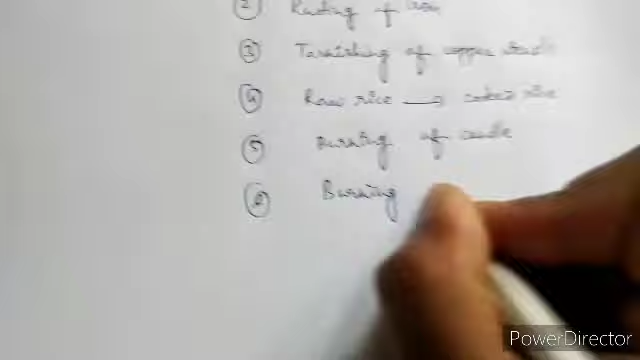 ② Rusting of iron
③ Tarnishing of copper vessels
④ Raw rice → cooked rice
⑤ Burning of candle
⑥ Burning
PowerDirector